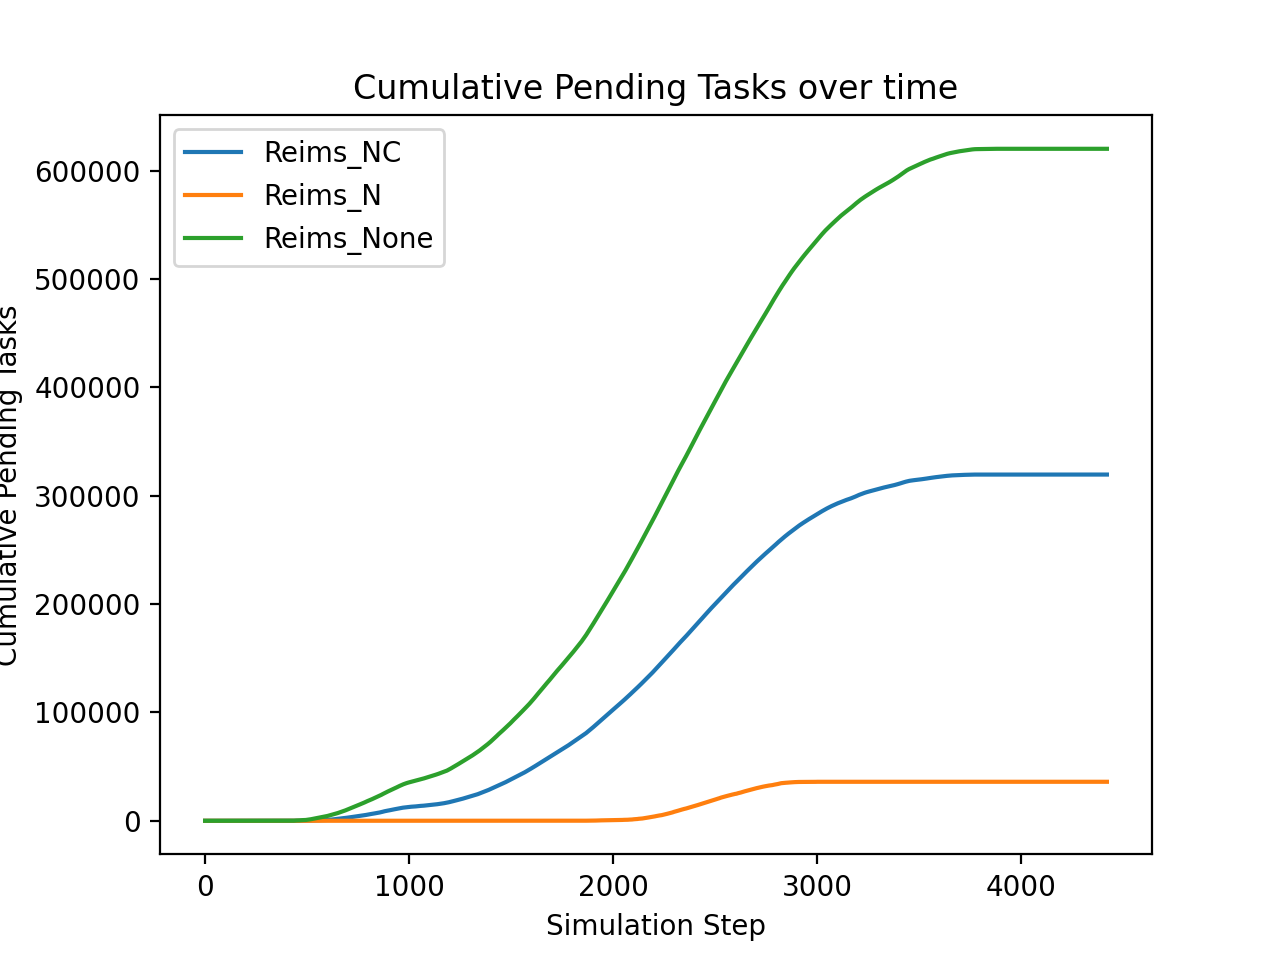 Cumulative Pending Tasks over time
Reims_NC
Reims_N
Reims_None
600000
500000
400000
300000
200000
100000
0
Cumulative Pending Tasks
0 1000 2000 3000 4000
Simulation Step